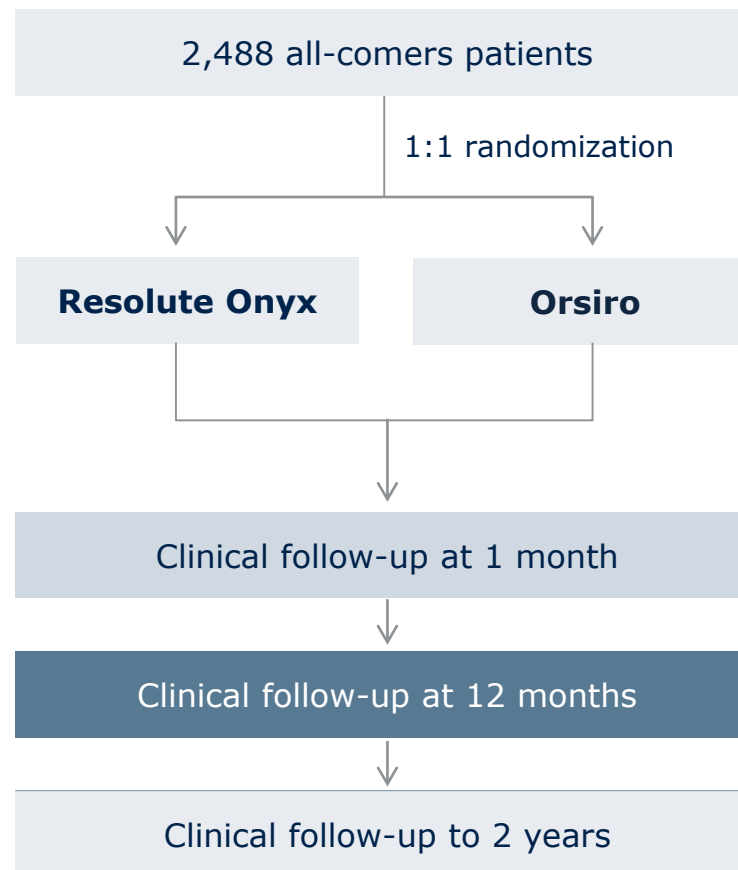 2,488 all-comers patients
1:1 randomization
Resolute Onyx
Orsiro
Clinical follow-up at 1 month
Clinical follow-up at 12 months
Clinical follow-up to 2 years